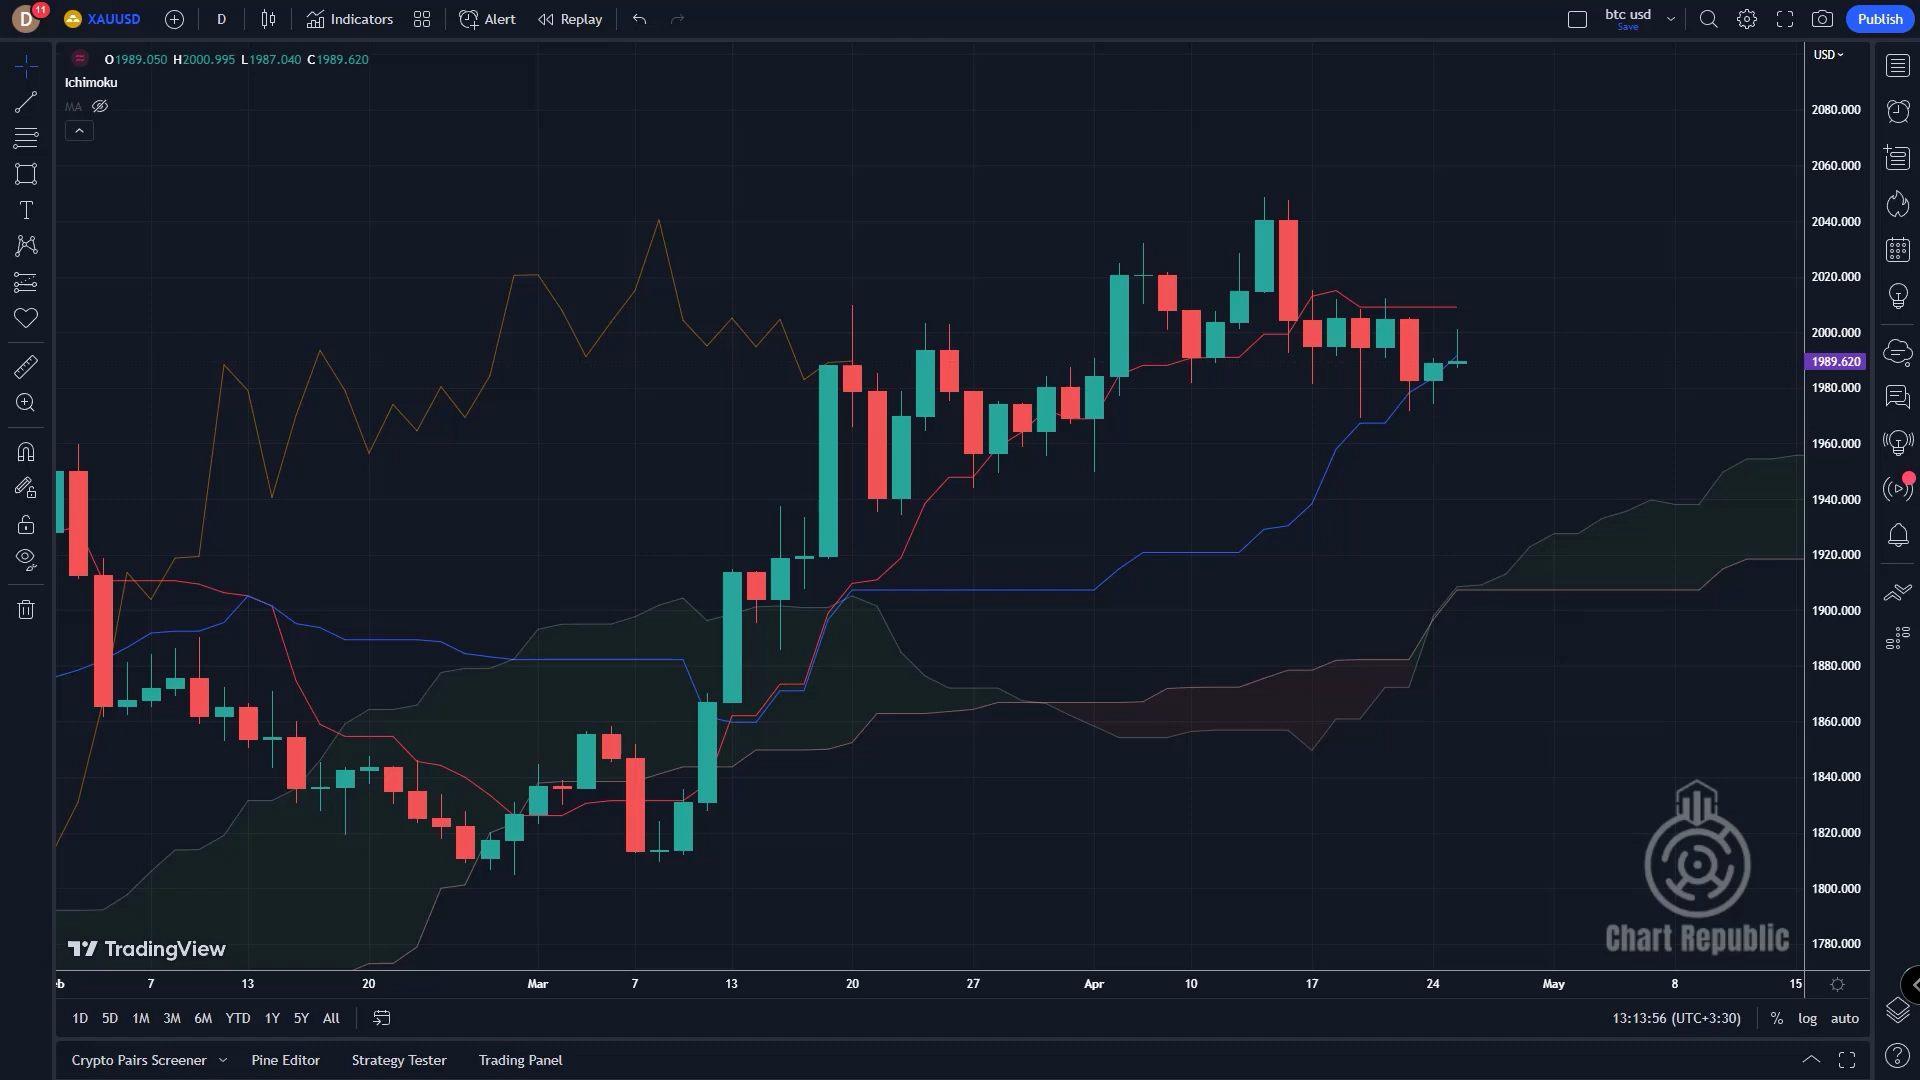 D 11 XAUUSD D Indicators Alert Replay btc usd Save Publish
O1989.050 H2000.995 L1987.040 C1989.620
Ichimoku
MA
USD
2080.000
2060.000
2040.000
2020.000
2000.000
1989.620
1980.000
1960.000
1940.000
1920.000
1900.000
1880.000
1860.000
1840.000
1820.000
1800.000
1780.000
Chart Republic
TradingView
eb 7 13 20 Mar 7 13 20 27 Apr 10 17 24 May 8 15
1D 5D 1M 3M 6M YTD 1Y 5Y All 13:13:56 (UTC+3:30) % log auto
Crypto Pairs Screener Pine Editor Strategy Tester Trading Panel